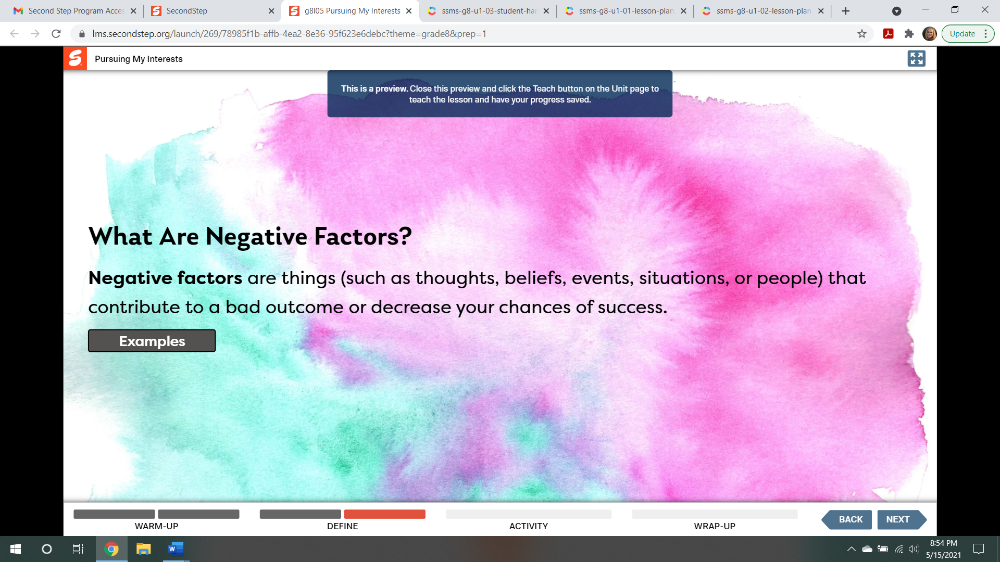 Second Step Program Acces
SecondStep
g8l05 Pursuing My Interests
ssms-g8-u1-03-student-har
ssms-g8-u1-01-lesson-plan
ssms-g8-u1-02-lesson-plan
lms.secondstep.org/launch/269/78985f1b-affb-4ea2-8e36-95f623e6debc?theme=grade8&prep=1
Update
Pursuing My Interests
This is a preview. Close this preview and click the Teach button on the Unit page to
teach the lesson and have your progress saved.
What Are Negative Factors?
Negative factors are things (such as thoughts, beliefs, events, situations, or people) that
contribute to a bad outcome or decrease your chances of success.
Examples
WARM-UP
DEFINE
ACTIVITY
WRAP-UP
BACK
NEXT
8:54 PM
5/15/2021